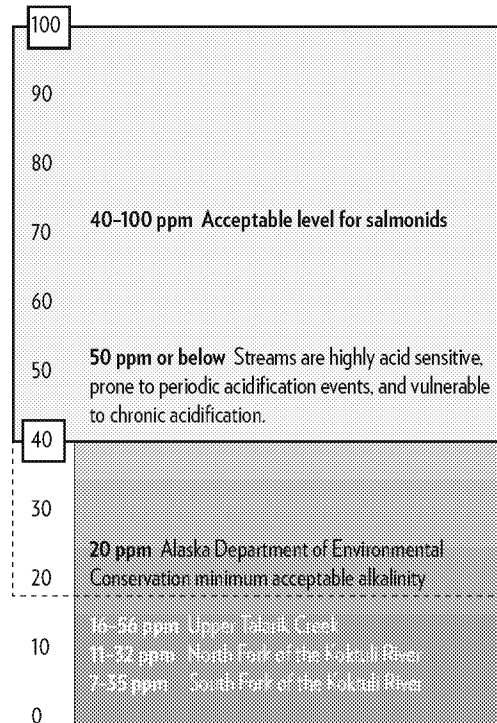 100
90
80
40–100 ppm Acceptable level for salmonids
70
60
50 ppm or below Streams are highly acid sensitive,
50
prone to periodic acidification events, and vulnerable
to chronic acidification.
40
30
20 ppm Alaska Department of Environmental
20
Conservation minimum acceptable alkalinity
16–56 ppm Upper Talarik Creek
10
11–32 ppm North Fork of the Koktuli River
7–35 ppm South Fork of the Koktuli River
0